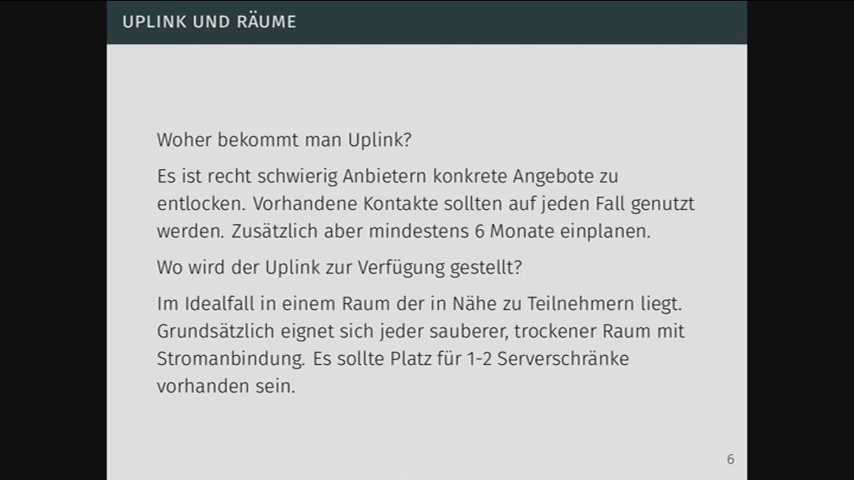 UPLINK UND RÄUME
Woher bekommt man Uplink?
Es ist recht schwierig Anbietern konkrete Angebote zu
entlocken. Vorhandene Kontakte sollten auf jeden Fall genutzt
werden. Zusätzlich aber mindestens 6 Monate einplanen.
Wo wird der Uplink zur Verfügung gestellt?
Im Idealfall in einem Raum der in Nähe zu Teilnehmern liegt.
Grundsätzlich eignet sich jeder sauberer, trockener Raum mit
Stromanbindung. Es sollte Platz für 1-2 Serverschränke
vorhanden sein.
6